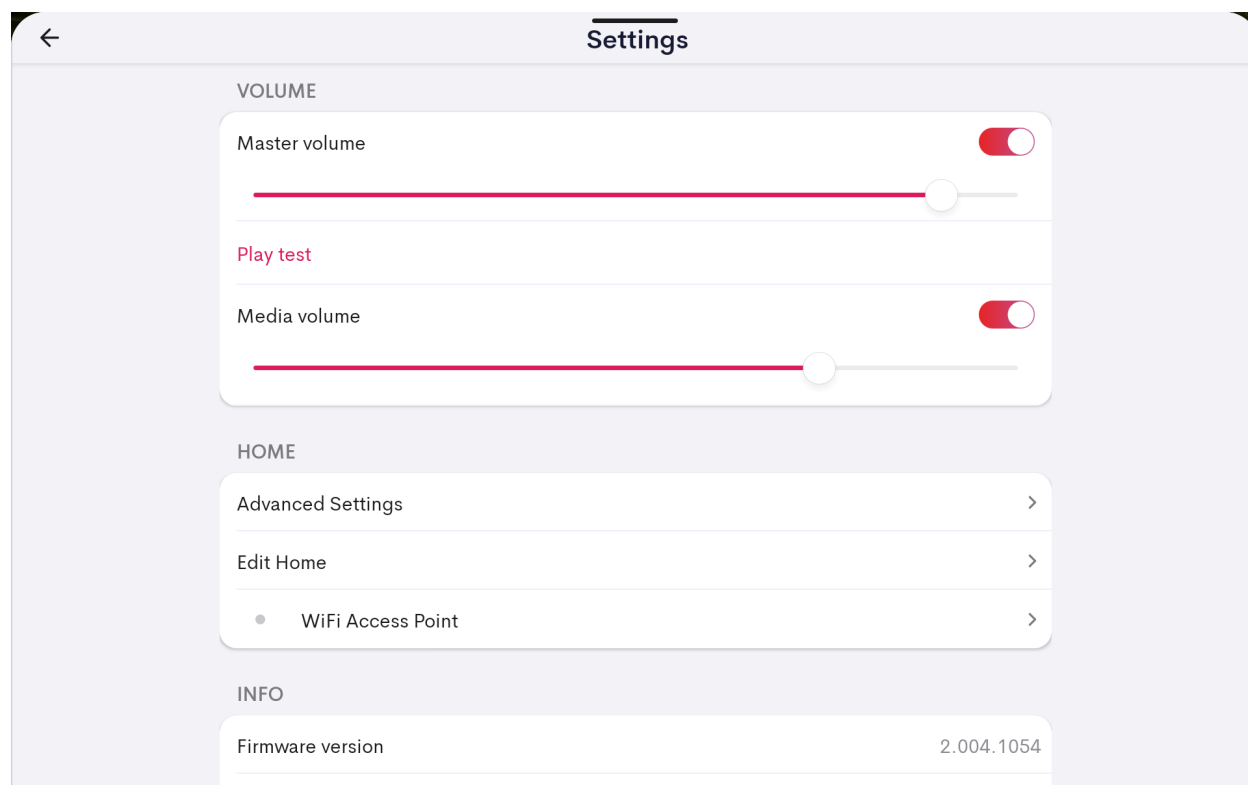 Settings
VOLUME
Master volume
Play test
Media volume
HOME
Advanced Settings
Edit Home
WiFi Access Point
INFO
Firmware version 2.004.1054